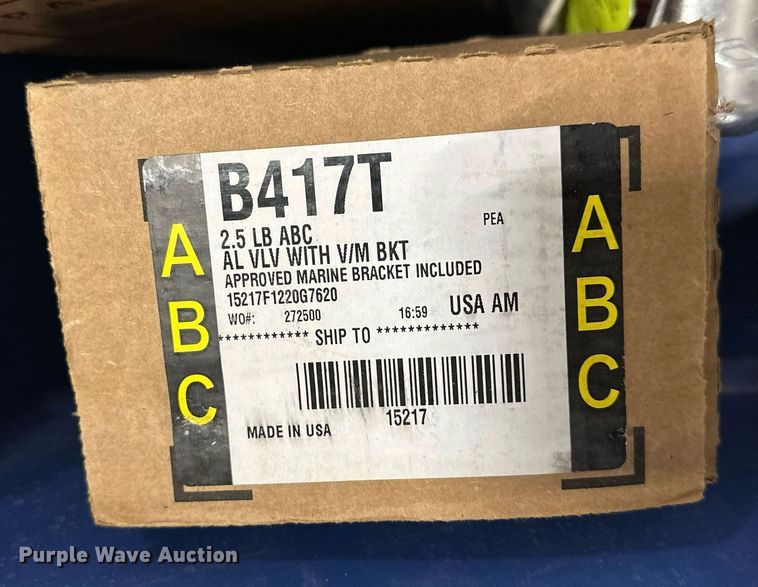 B417T
PEA
2.5 LB ABC
AL VLV WITH V/M BKT
APPROVED MARINE BRACKET INCLUDED
15217F1220G7620
WO#: 272500 16:59 USA AM
************ SHIP TO *************
15217
MADE IN USA
A
B
C
A
B
C
Purple Wave Auction